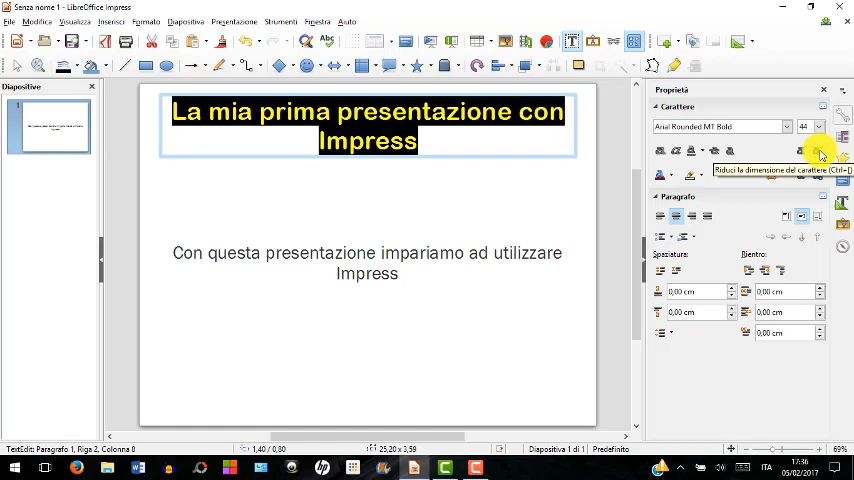 Senza nome 1 - LibreOffice Impress
File Modifica Visualizza Inserisci Formato Diapositiva Presentazione Strumenti Finestra Aiuto
Diapositive
1
La mia prima presentazione con
Impress
Con questa presentazione impariamo ad utilizzare
Impress
Proprietà
Carattere
Arial Rounded MT Bold 44
Riduci la dimensione del carattere (Ctrl+[)
Paragrafo
Spaziatura: Rientro:
0,00 cm 0,00 cm
0,00 cm 0,00 cm
0,00 cm
TextEdit: Paragrafo 1, Riga 2, Colonna 8 1,40 / 0,80 25,20 x 3,59 Diapositiva 1 di 1 Predefinito 69%
ITA
17:36
05/02/2017